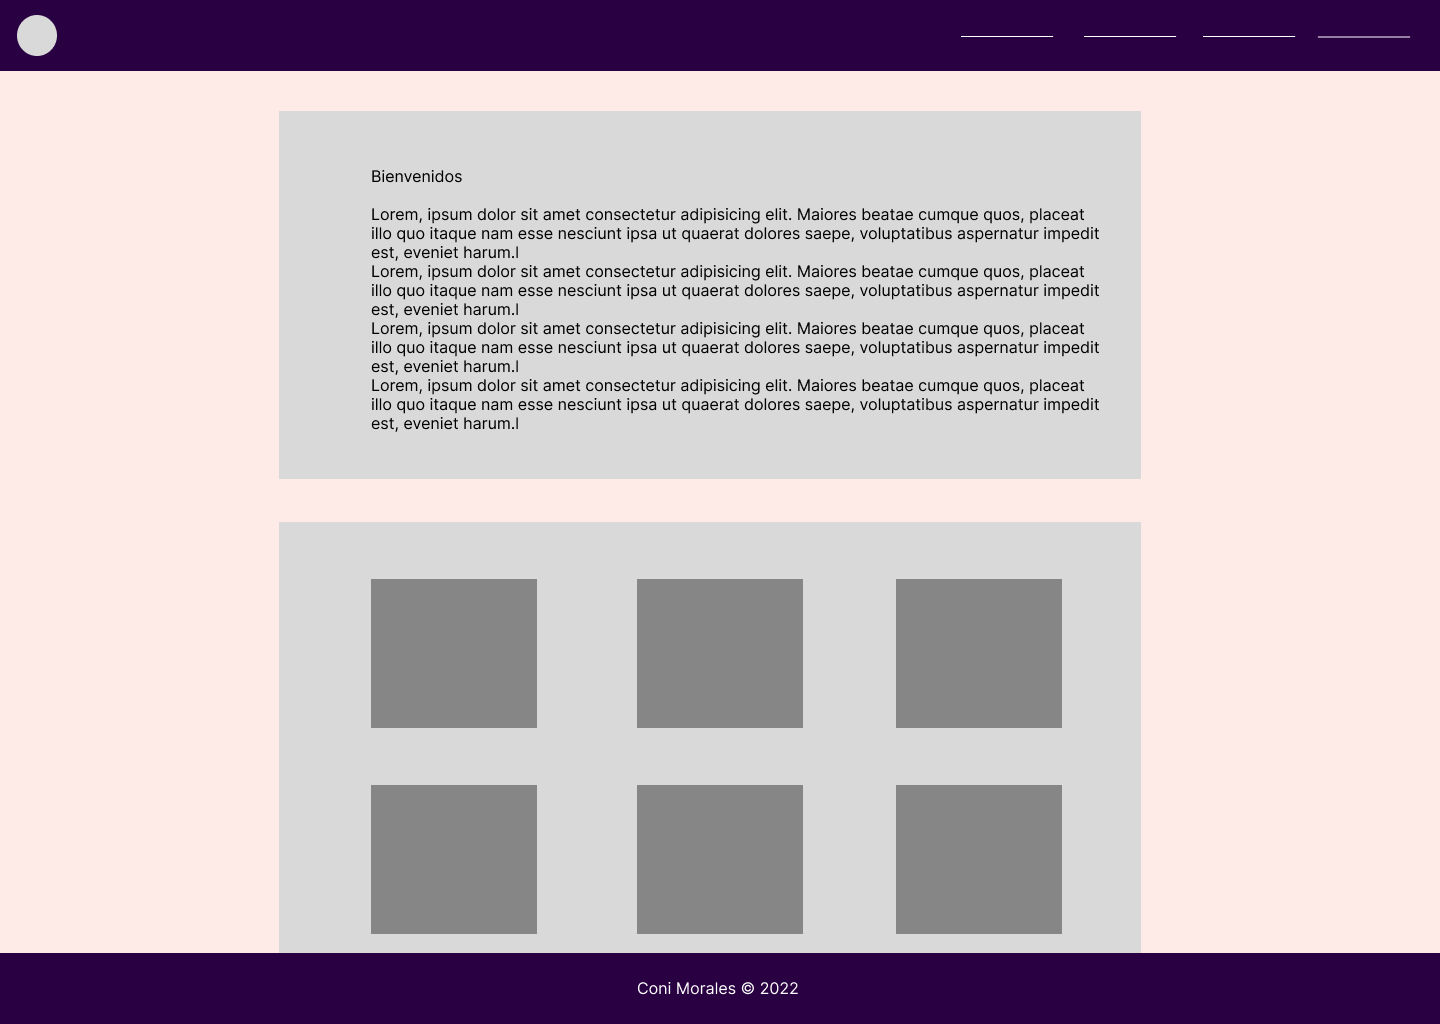 Bienvenidos
Lorem, ipsum dolor sit amet consectetur adipisicing elit. Maiores beatae cumque quos, placeat
illo quo itaque nam esse nesciunt ipsa ut quaerat dolores saepe, voluptatibus aspernatur impedit
est, eveniet harum.l
Lorem, ipsum dolor sit amet consectetur adipisicing elit. Maiores beatae cumque quos, placeat
illo quo itaque nam esse nesciunt ipsa ut quaerat dolores saepe, voluptatibus aspernatur impedit
est, eveniet harum.l
Lorem, ipsum dolor sit amet consectetur adipisicing elit. Maiores beatae cumque quos, placeat
illo quo itaque nam esse nesciunt ipsa ut quaerat dolores saepe, voluptatibus aspernatur impedit
est, eveniet harum.l
Lorem, ipsum dolor sit amet consectetur adipisicing elit. Maiores beatae cumque quos, placeat
illo quo itaque nam esse nesciunt ipsa ut quaerat dolores saepe, voluptatibus aspernatur impedit
est, eveniet harum.l
Coni Morales © 2022